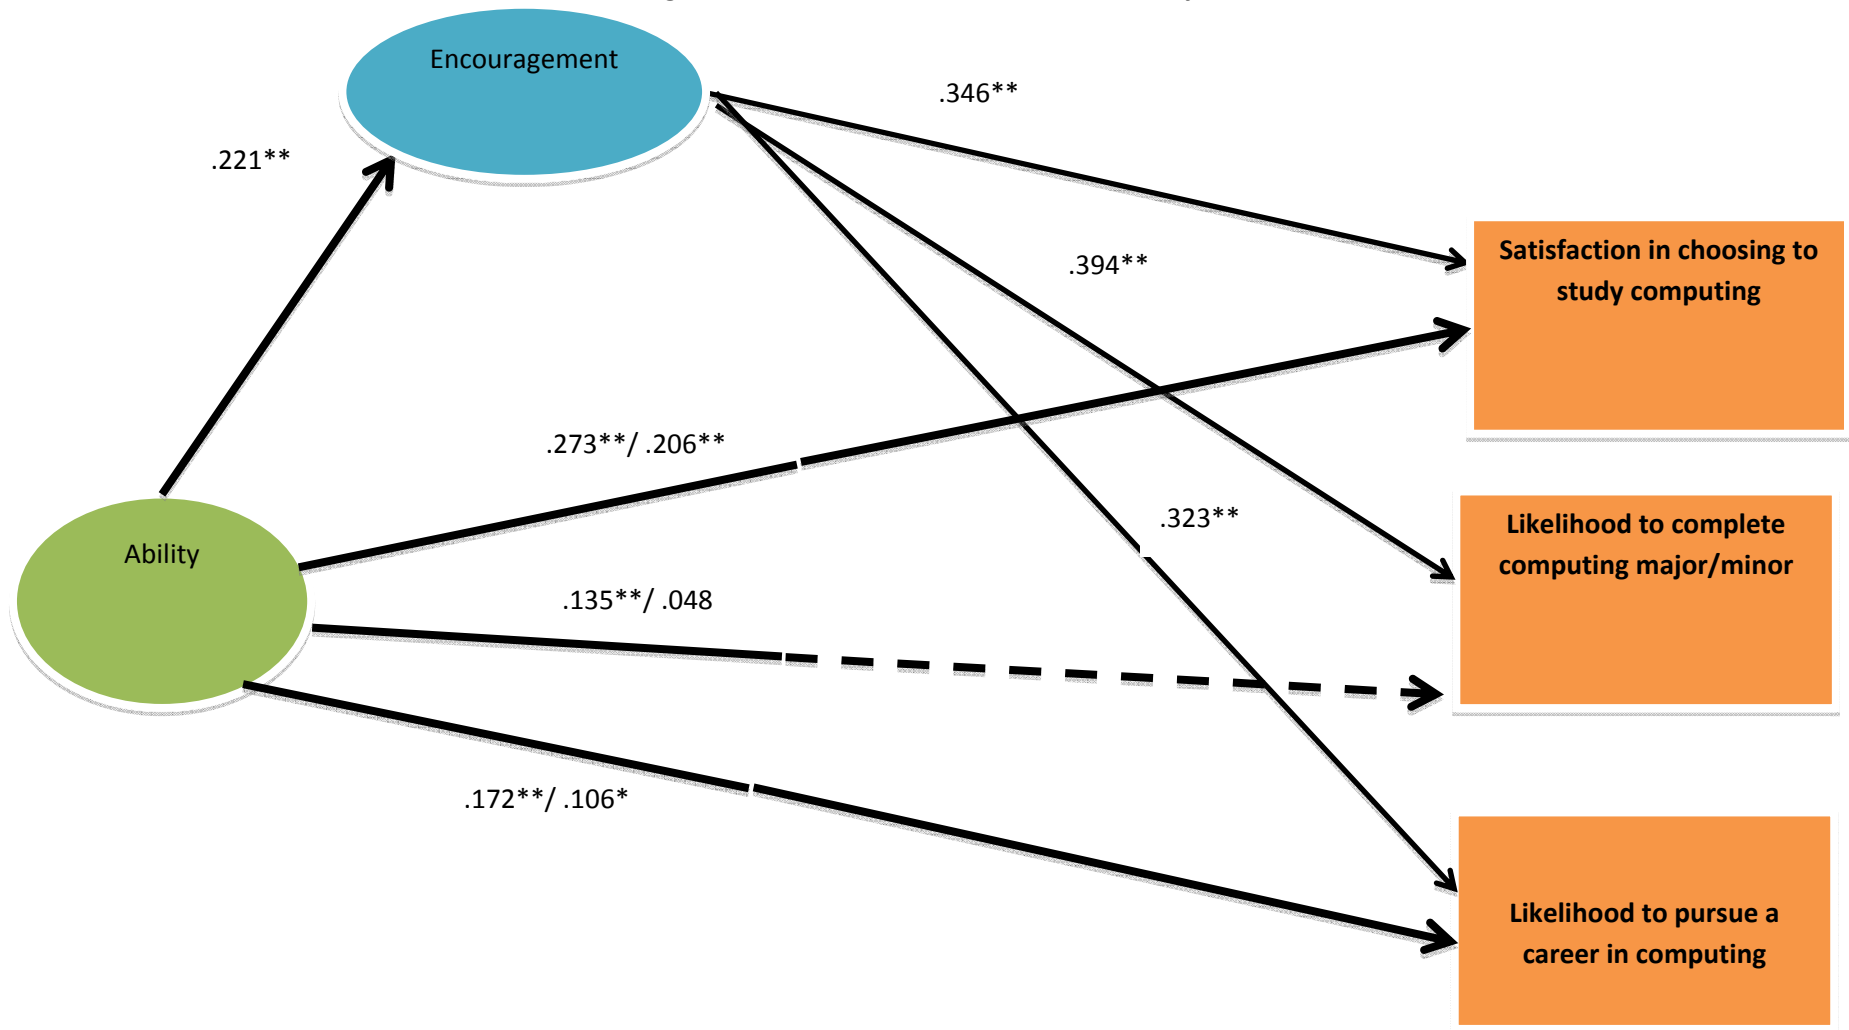 Encouragement
.346**
.221**
.394**
Satisfaction in choosing to
study computing
.273**/ .206**
.323**
Likelihood to complete
computing major/minor
Ability
.135**/ .048
.172**/ .106*
Likelihood to pursue a
career in computing